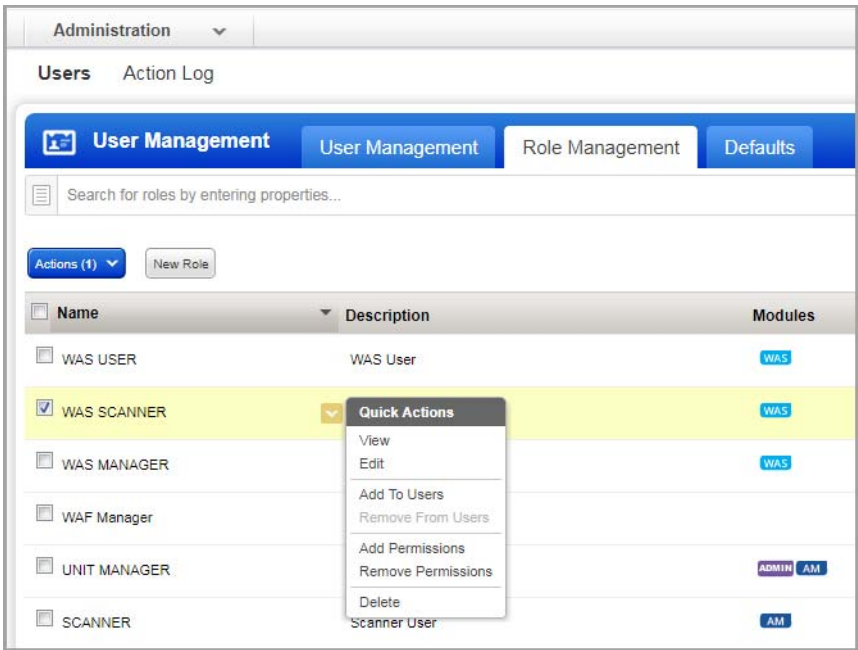 Administration
Users Action Log
User Management User Management Role Management Defaults
Search for roles by entering properties...
Actions (1) New Role
Name Description Modules
WAS USER WAS User WAS
WAS SCANNER Quick Actions WAS
View
Edit
WAS MANAGER WAS
Add To Users
Remove From Users
WAF Manager
Add Permissions
Remove Permissions
UNIT MANAGER ADMIN AM
Delete
SCANNER Scanner User AM